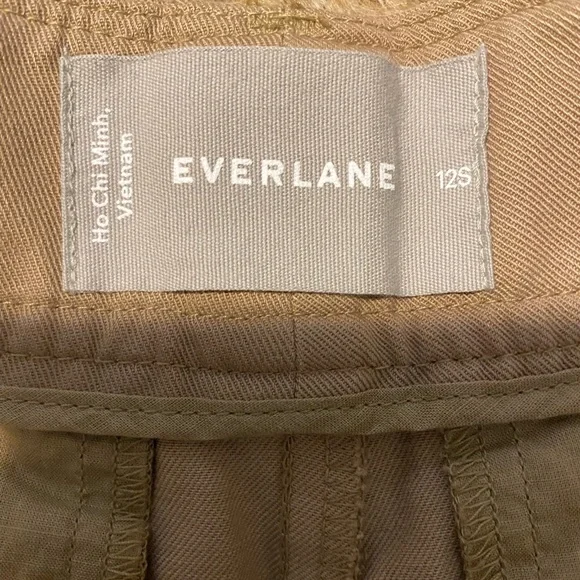 Ho Chi Minh,
Vietnam
EVERLANE
12S